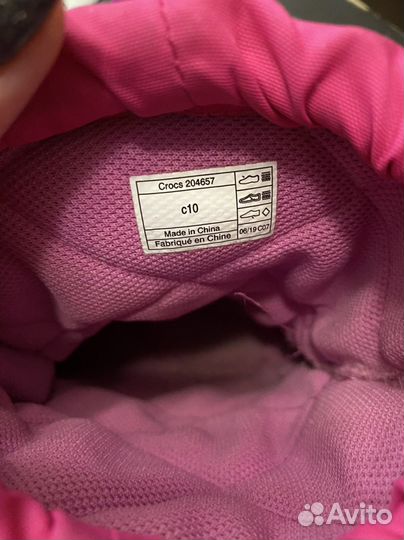 Crocs 204657
c10
Made in China
Fabriqué en Chine
06/19 C07
Avito